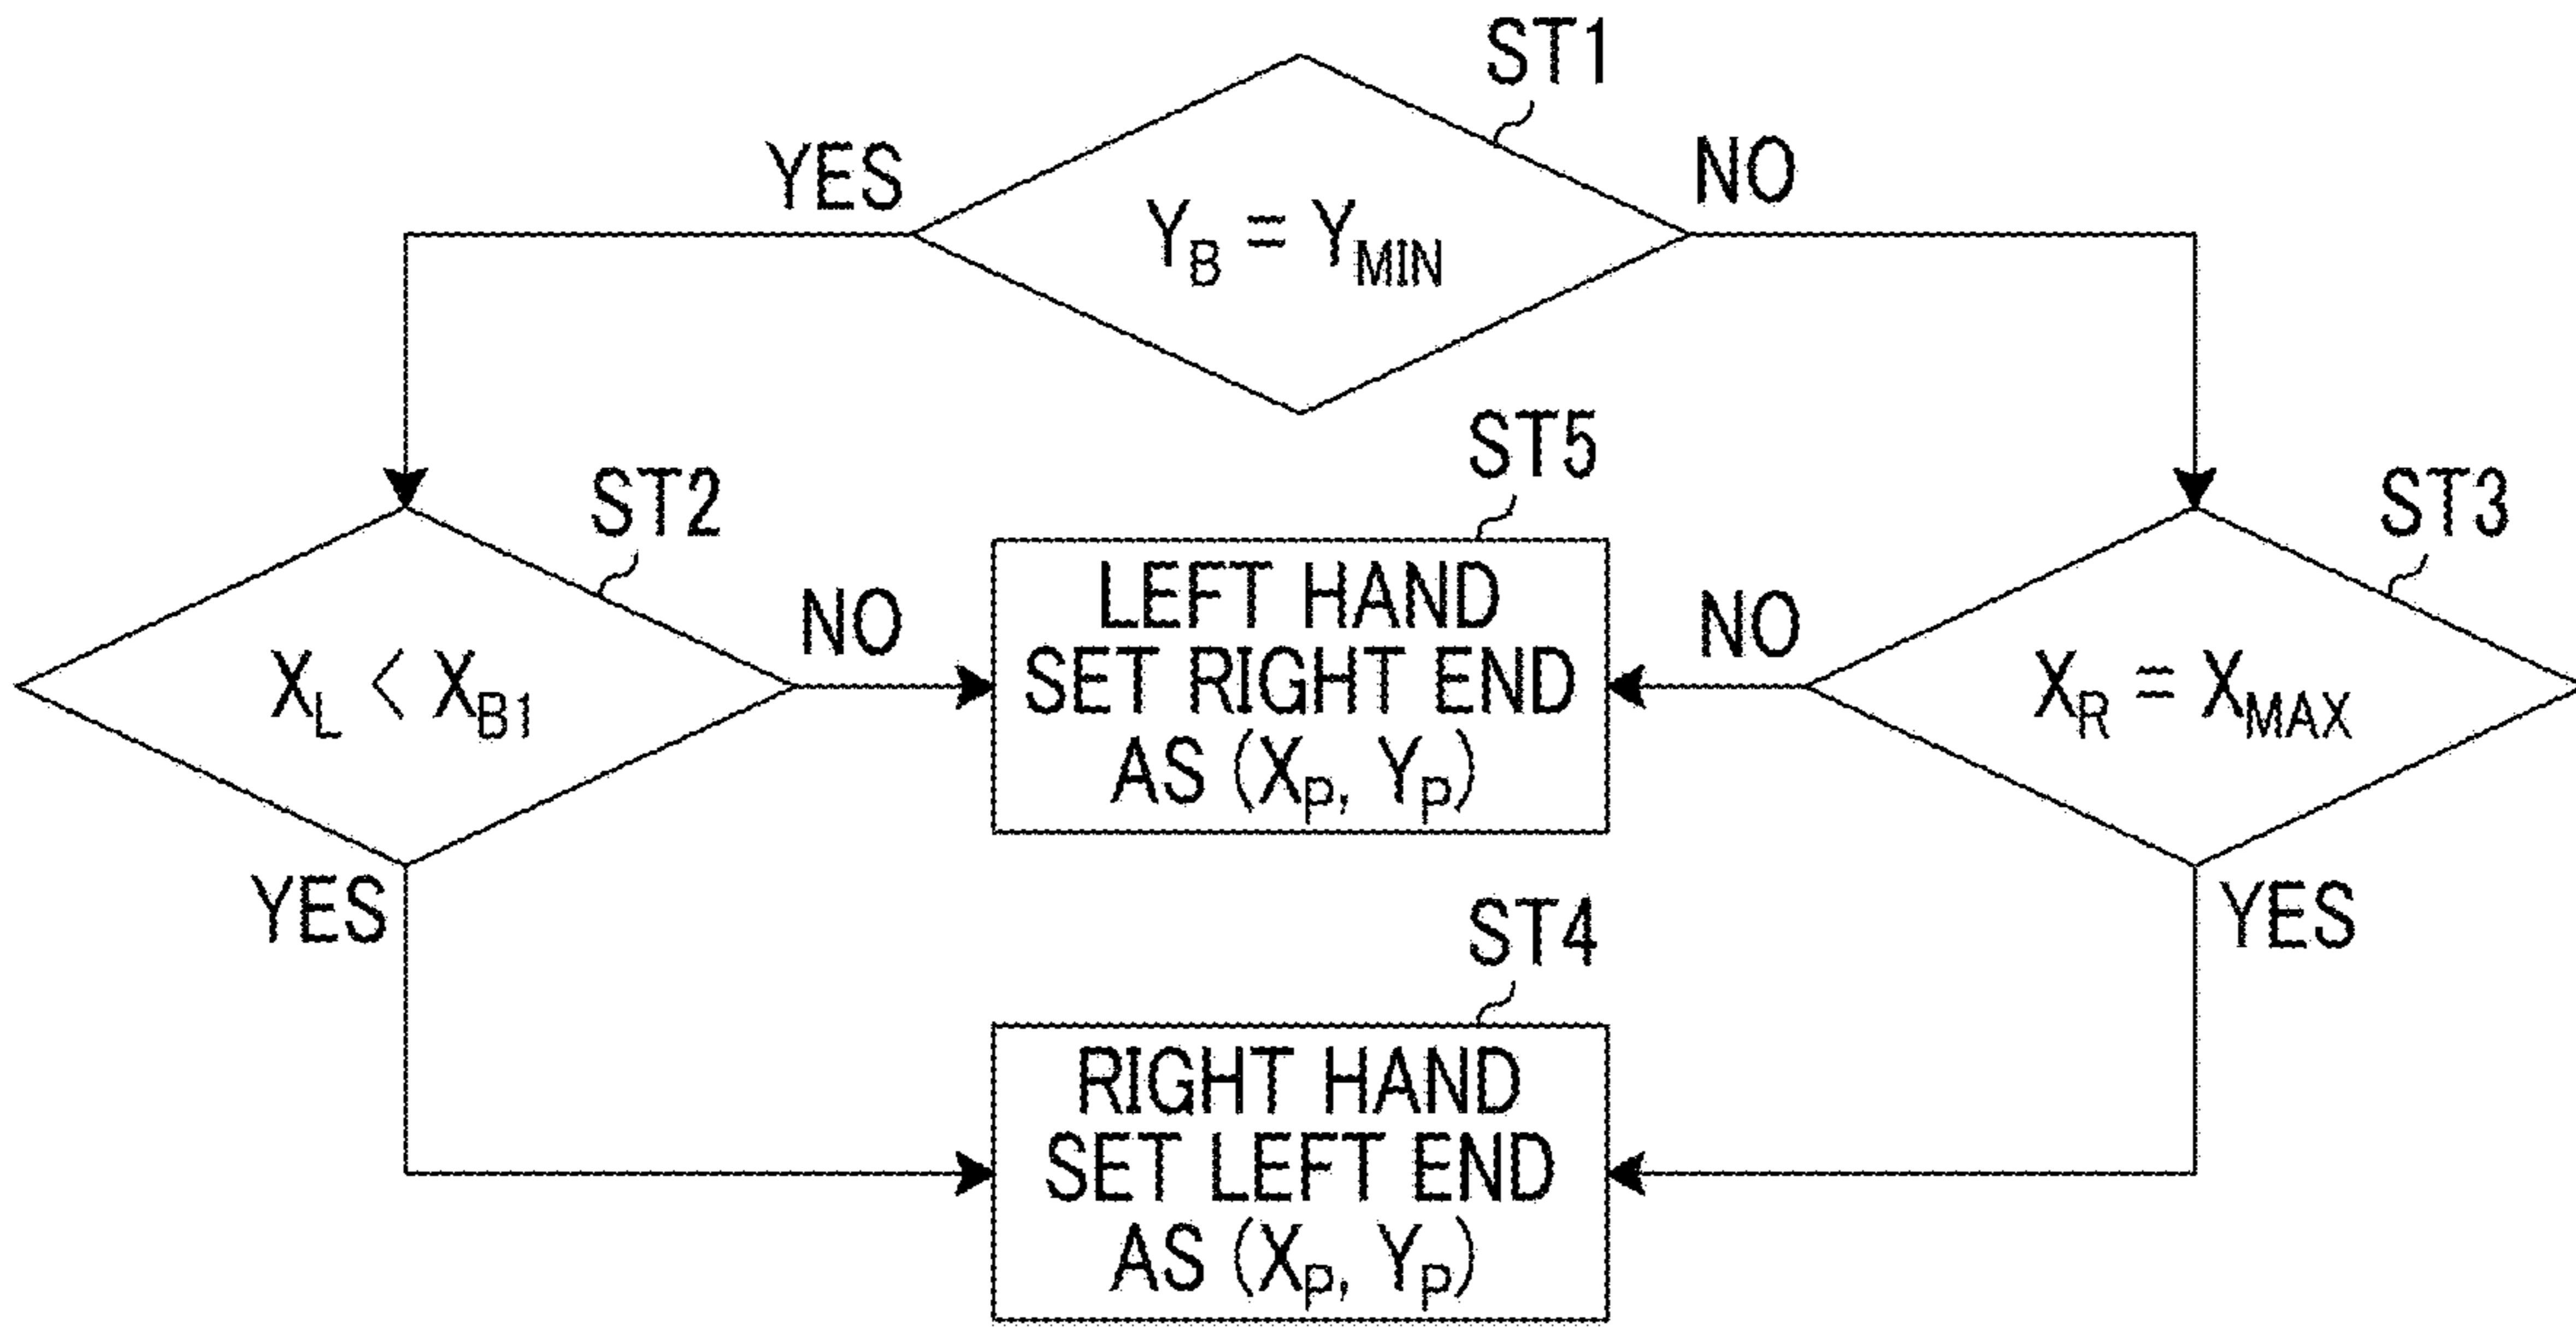 ST1
YES
NO
Y_B = Y_MIN
ST5
ST2
ST3
LEFT HAND
SET RIGHT END
AS (X_P, Y_P)
NO
NO
X_L < X_B1
X_R = X_MAX
YES
YES
ST4
RIGHT HAND
SET LEFT END
AS (X_P, Y_P)